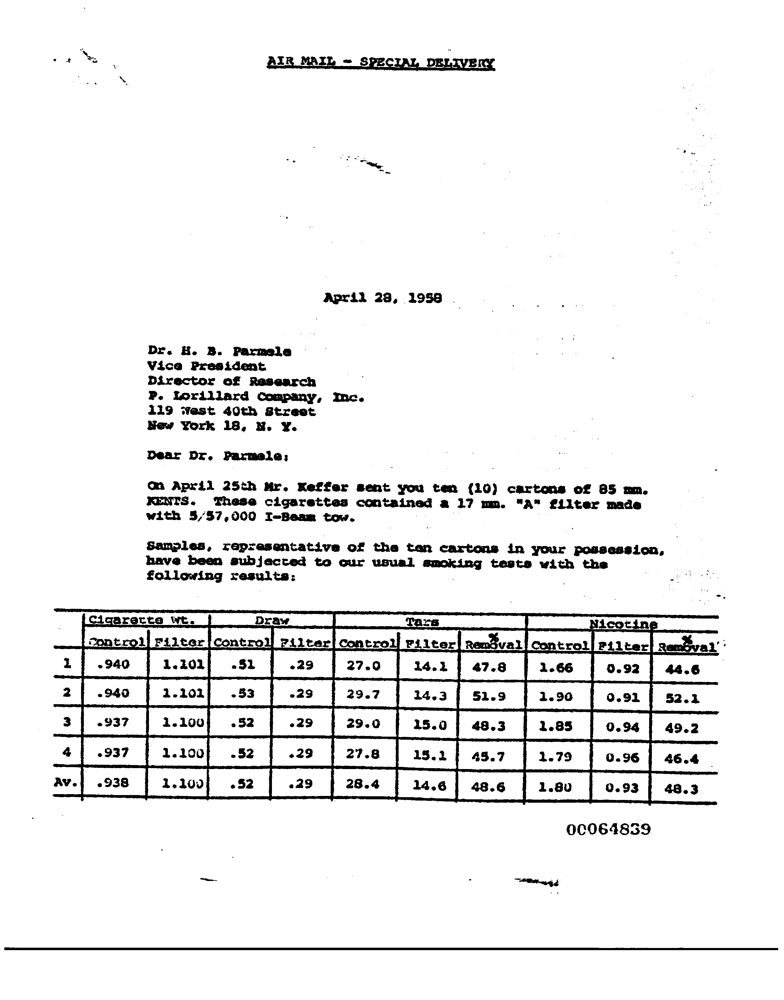 AIR MAIL - SPECIAL DELIVERY
April 28, 1958
Dr. H. B. Parmele
Vice President
Director of Research
P. Lorillard Company, Inc.
119 West 40th Street
New York 18, N. Y.
Dear Dr. Parmele:
On April 25th Mr. Keffer sent you ten (10) cartons of 85 mm.
KENTS. These cigarettes contained a 17 mm. "A" filter made
with 5/57,000 I-Beam tow.
Samples, representative of the ten cartons in your possession,
have been subjected to our usual smoking tests with the
following results:
Cigarette Wt. Draw Tars Nicotine
Control Filter Control Filter Control Filter % Removal Control Filter % Removal
1 .940 1.101 .51 .29 27.0 14.1 47.8 1.66 0.92 44.6
2 .940 1.101 .53 .29 29.7 14.3 51.9 1.90 0.91 52.1
3 .937 1.100 .52 .29 29.0 15.0 48.3 1.85 0.94 49.2
4 .937 1.100 .52 .29 27.8 15.1 45.7 1.79 0.96 46.4
Av. .938 1.100 .52 .29 28.4 14.6 48.6 1.80 0.93 48.3
00064839